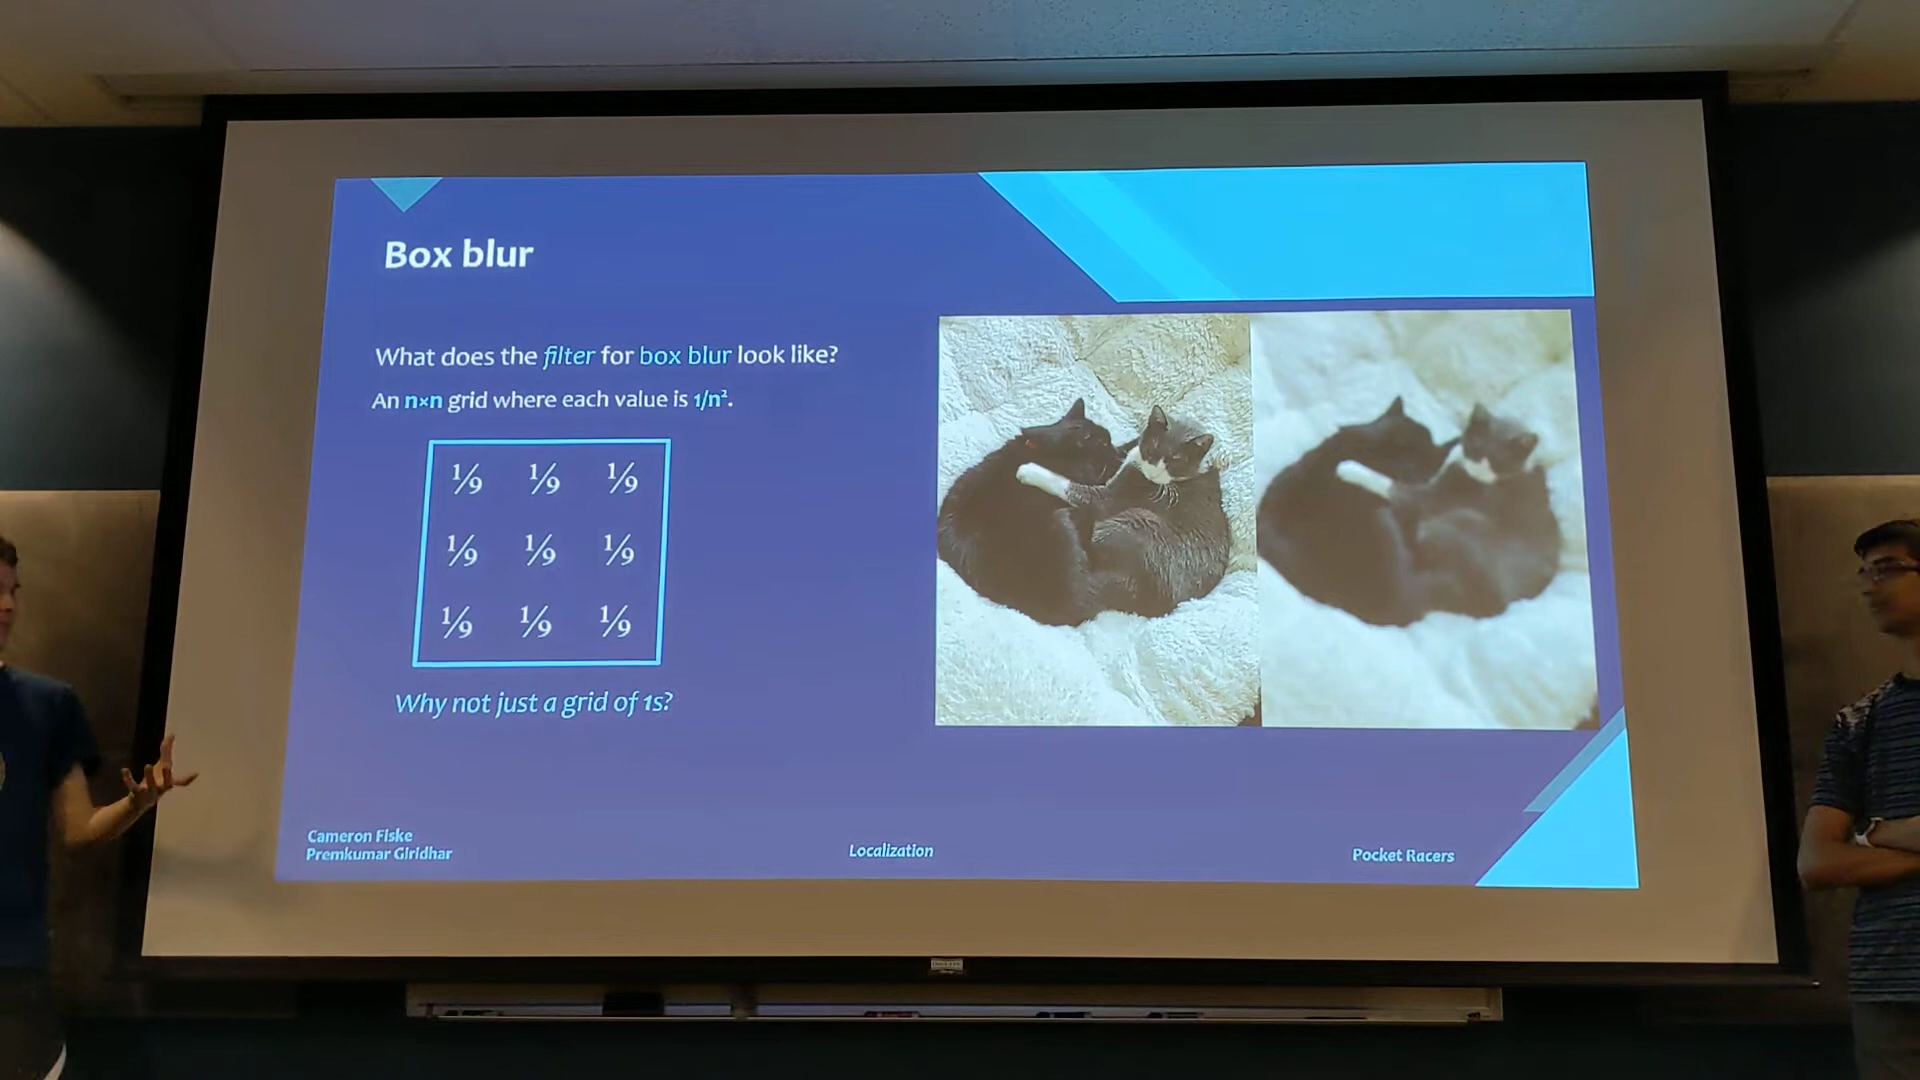 Box blur
What does the filter for box blur look like?
An n×n grid where each value is 1/n².
⅑ ⅑ ⅑
⅑ ⅑ ⅑
⅑ ⅑ ⅑
Why not just a grid of 1s?
Cameron Fiske
Premkumar Giridhar
Localization
Pocket Racers